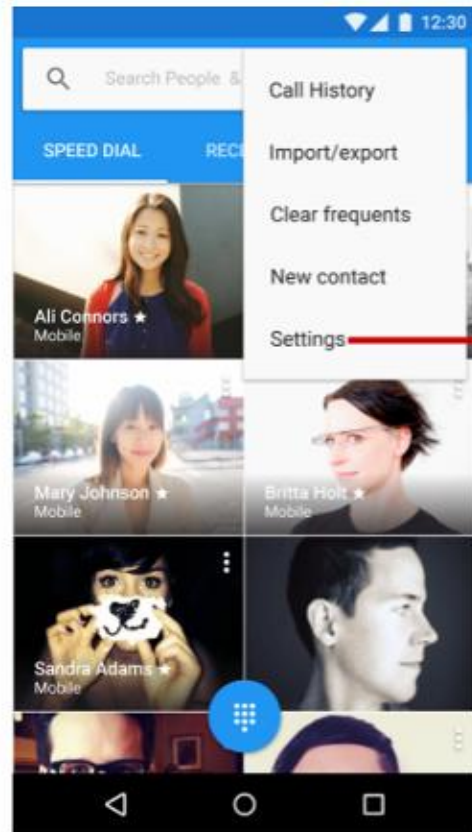 12:30
Search People &
Call History
SPEED DIAL
RECE
Import/export
Clear frequents
New contact
Ali Connors ★
Mobile
Settings
Mary Johnson ★
Mobile
Britta Holt ★
Mobile
Sandra Adams ★
Mobile